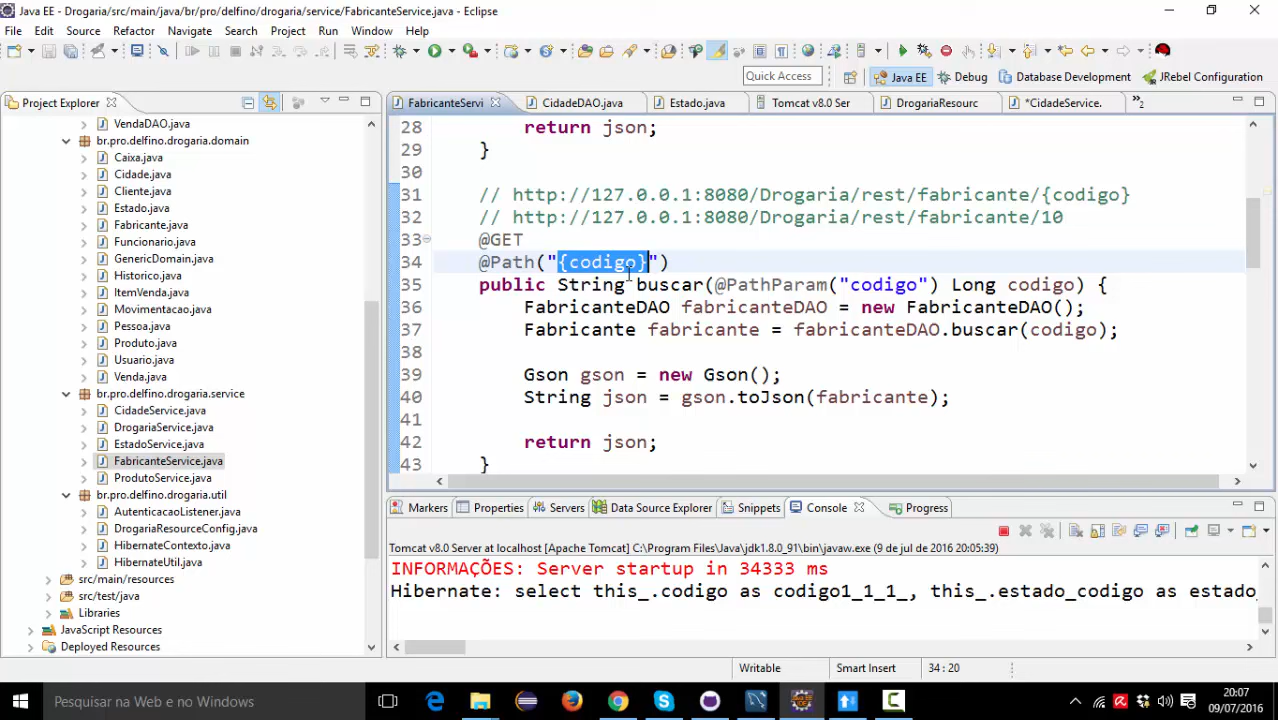 Java EE - Drogaria/src/main/java/br/pro/delfino/drogaria/service/FabricanteService.java - Eclipse
File Edit Source Refactor Navigate Search Project Run Window Help
Quick Access Java EE Debug Database Development JRebel Configuration
Project Explorer
VendaDAO.java
br.pro.delfino.drogaria.domain
Caixa.java
Cidade.java
Cliente.java
Estado.java
Fabricante.java
Funcionario.java
GenericDomain.java
Historico.java
ItemVenda.java
Movimentacao.java
Pessoa.java
Produto.java
Usuario.java
Venda.java
br.pro.delfino.drogaria.service
CidadeService.java
DrogariaService.java
EstadoService.java
FabricanteService.java
ProdutoService.java
br.pro.delfino.drogaria.util
AutenticacaoListener.java
DrogariaResourceConfig.java
HibernateContexto.java
HibernateUtil.java
src/main/resources
src/test/java
Libraries
JavaScript Resources
Deployed Resources
FabricanteServi CidadeDAO.java Estado.java Tomcat v8.0 Ser DrogariaResourc *CidadeService. »2
28 return json;
29 }
30
31 // http://127.0.0.1:8080/Drogaria/rest/fabricante/{codigo}
32 // http://127.0.0.1:8080/Drogaria/rest/fabricante/10
33 @GET
34 @Path("{codigo}")
35 public String buscar(@PathParam("codigo") Long codigo) {
36 FabricanteDAO fabricanteDAO = new FabricanteDAO();
37 Fabricante fabricante = fabricanteDAO.buscar(codigo);
38
39 Gson gson = new Gson();
40 String json = gson.toJson(fabricante);
41
42 return json;
43 }
Markers Properties Servers Data Source Explorer Snippets Console Progress
Tomcat v8.0 Server at localhost [Apache Tomcat] C:\Program Files\Java\jdk1.8.0_91\bin\javaw.exe (9 de jul de 2016 20:05:39)
INFORMAÇÕES: Server startup in 34333 ms
Hibernate: select this_.codigo as codigo1_1_1_, this_.estado_codigo as estado_
Writable Smart Insert 34 : 20
Pesquisar na Web e no Windows
20:07
09/07/2016